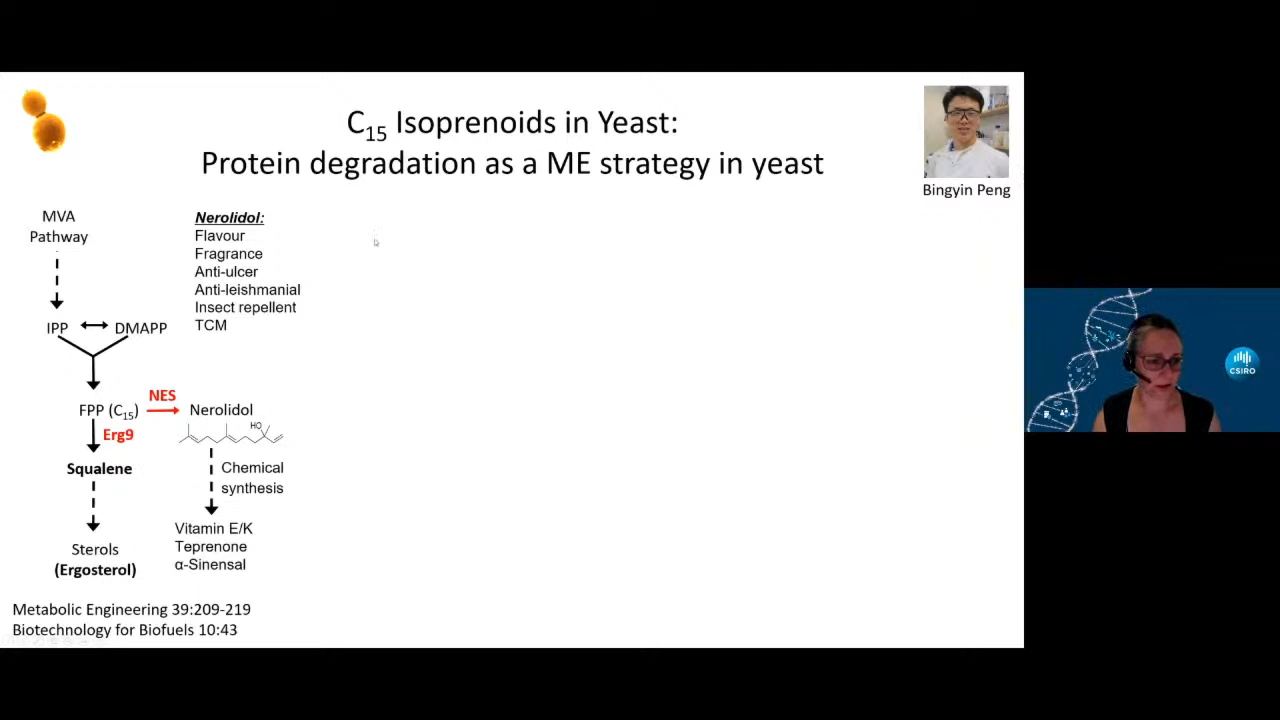 C15 Isoprenoids in Yeast:
Protein degradation as a ME strategy in yeast
Bingyin Peng
MVA
Pathway
Nerolidol:
Flavour
Fragrance
Anti-ulcer
Anti-leishmanial
Insect repellent
TCM
IPP
DMAPP
FPP (C15)
NES
Nerolidol
HO
Erg9
Squalene
Chemical
synthesis
Sterols
(Ergosterol)
Vitamin E/K
Teprenone
α-Sinensal
Metabolic Engineering 39:209-219
Biotechnology for Biofuels 10:43
CSIRO